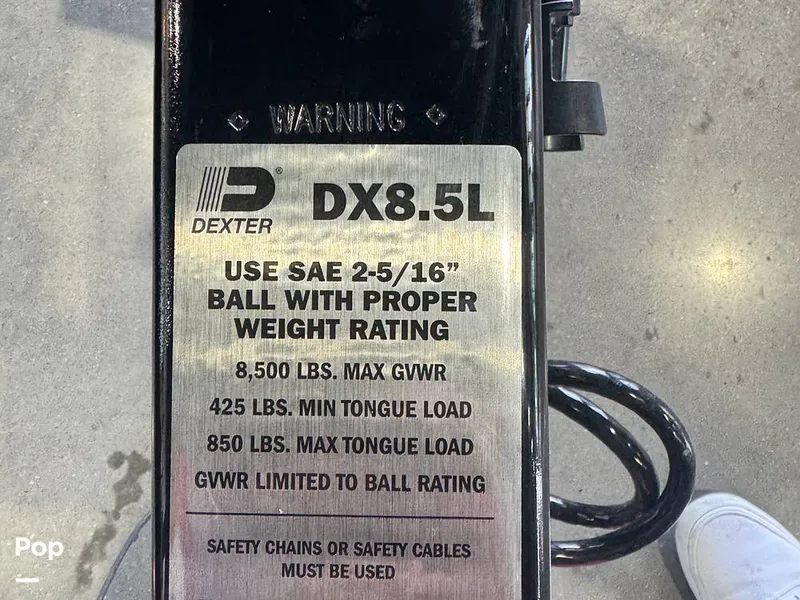 WARNING
DEXTER®
DX8.5L
USE SAE 2-5/16”
BALL WITH PROPER
WEIGHT RATING
8,500 LBS. MAX GVWR
425 LBS. MIN TONGUE LOAD
850 LBS. MAX TONGUE LOAD
GVWR LIMITED TO BALL RATING
SAFETY CHAINS OR SAFETY CABLES
MUST BE USED
Pop